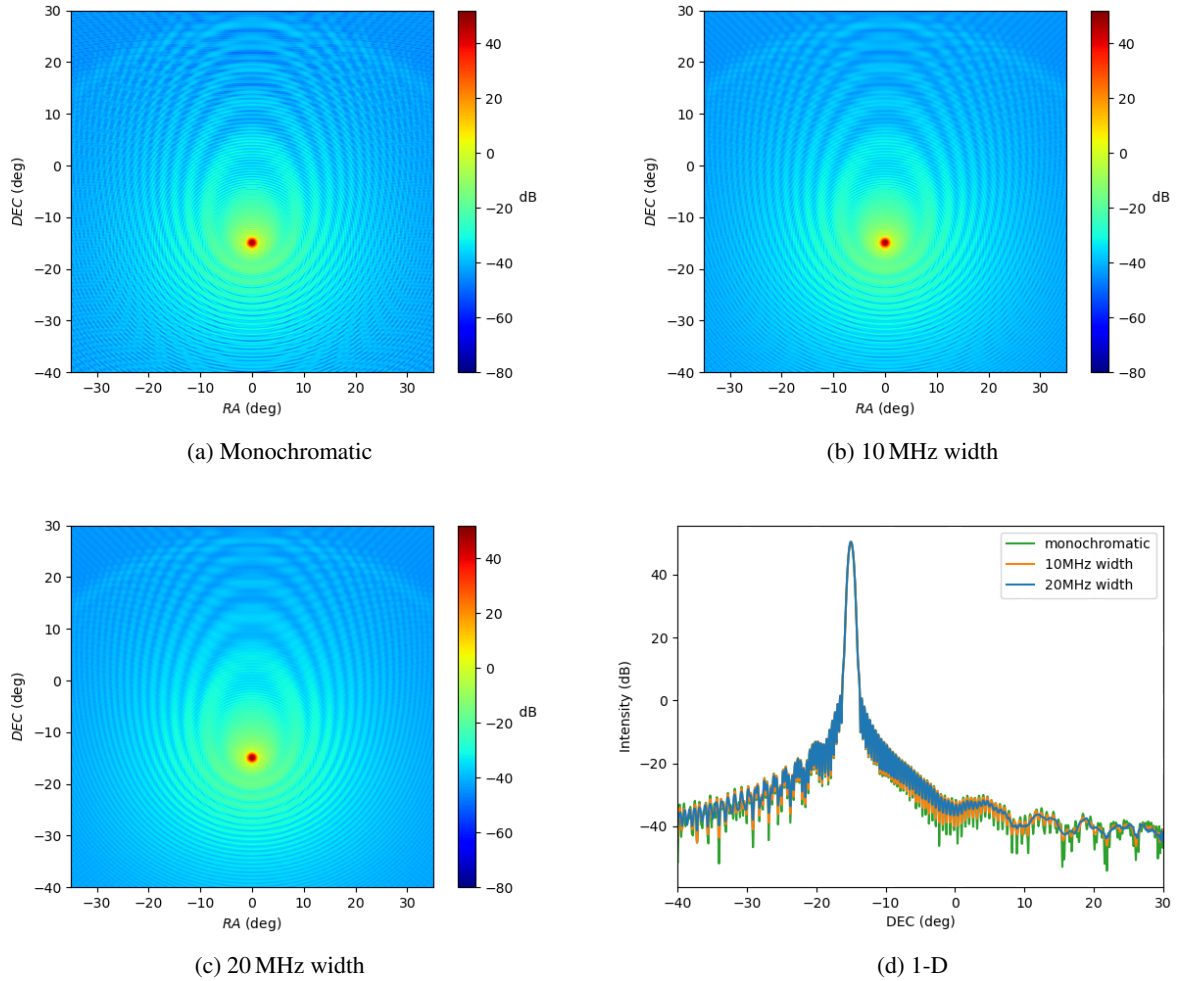 30
20
10
0
−10
−20
−30
−40
DEC (deg)
−30 −20 −10 0 10 20 30
RA (deg)
40
20
0
−20
−40
−60
−80
dB
(a) Monochromatic
30
20
10
0
−10
−20
−30
−40
DEC (deg)
−30 −20 −10 0 10 20 30
RA (deg)
40
20
0
−20
−40
−60
−80
dB
(b) 10 MHz width
30
20
10
0
−10
−20
−30
−40
DEC (deg)
−30 −20 −10 0 10 20 30
RA (deg)
40
20
0
−20
−40
−60
−80
dB
(c) 20 MHz width
40
20
0
−20
−40
Intensity (dB)
monochromatic
10MHz width
20MHz width
−40 −30 −20 −10 0 10 20 30
DEC (deg)
(d) 1-D